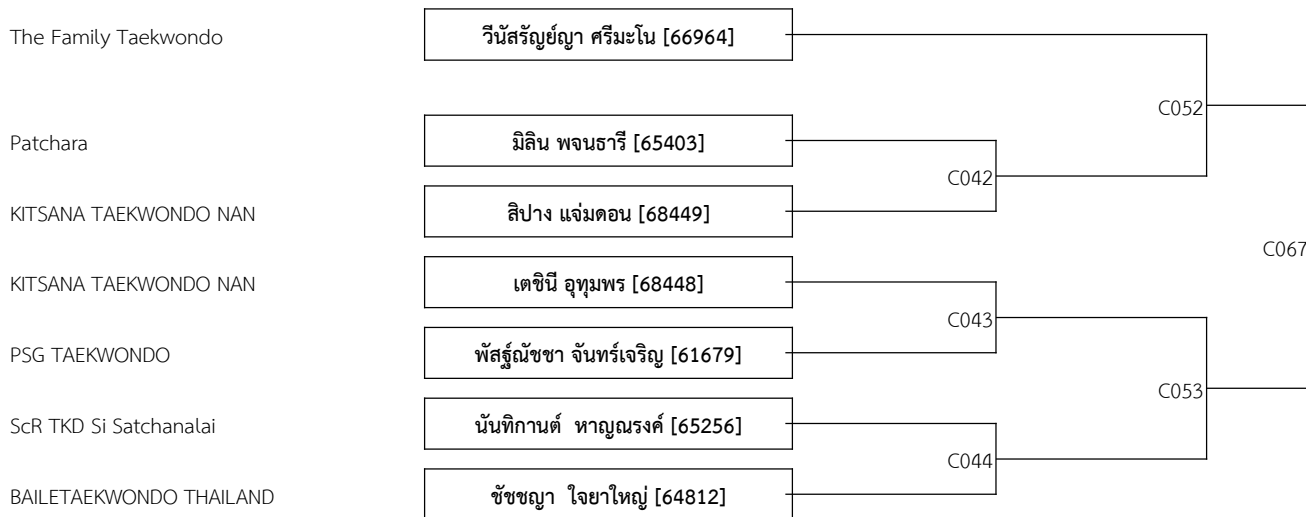 The Family Taekwondo วีนัสรัญย์ญา ศรีมะโน [66964]
C052
Patchara มิลิน พจนธารี [65403]
C042
KITSANA TAEKWONDO NAN สิปาง แจ่มดอน [68449]
C067
KITSANA TAEKWONDO NAN เตชินี อุทุมพร [68448]
C043
PSG TAEKWONDO พัสฐ์ณัชชา จันทร์เจริญ [61679]
C053
ScR TKD Si Satchanalai นันทิกานต์ หาญณรงค์ [65256]
C044
BAILETAEKWONDO THAILAND ชัชชญา ใจยาใหญ่ [64812]